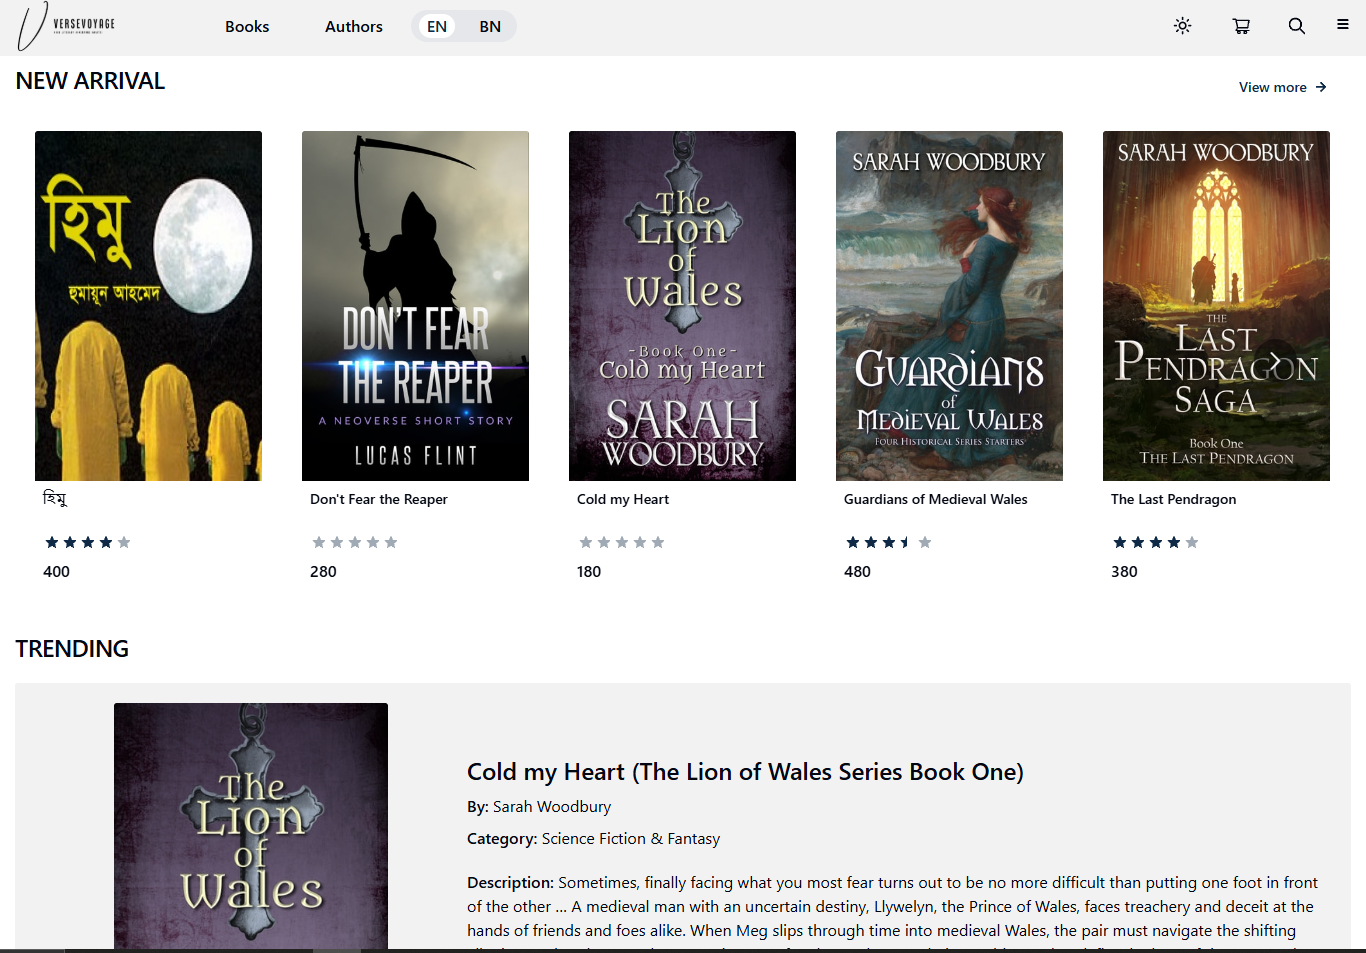 VERSEVOYAGE
Books
Authors
EN
BN
NEW ARRIVAL
View more
হিমু
হুমায়ূন আহমেদ
DON'T FEAR
THE REAPER
A NEOVERSE SHORT STORY
LUCAS FLINT
The
Lion
of
Wales
-Book One-
Cold my Heart
SARAH
WOODBURY
SARAH WOODBURY
GUARDIANS
of
MEDIEVAL WALES
FOUR HISTORICAL SERIES STARTERS
SARAH WOODBURY
THE
LAST
PENDRAGON
SAGA
Book One
THE LAST PENDRAGON
হিমু
Don't Fear the Reaper
Cold my Heart
Guardians of Medieval Wales
The Last Pendragon
400
280
180
480
380
TRENDING
The
Lion
of
Wales
Cold my Heart (The Lion of Wales Series Book One)
By: Sarah Woodbury
Category: Science Fiction & Fantasy
Description: Sometimes, finally facing what you most fear turns out to be no more difficult than putting one foot in front
of the other ... A medieval man with an uncertain destiny, Llywelyn, the Prince of Wales, faces treachery and deceit at the
hands of friends and foes alike. When Meg slips through time into medieval Wales, the pair must navigate the shifting